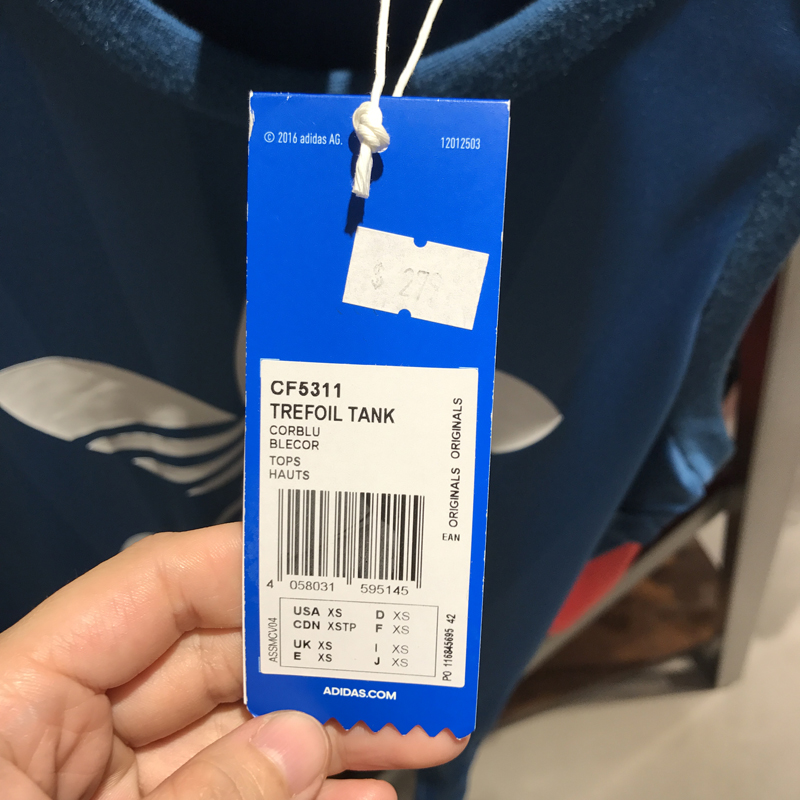 © 2016 adidas AG.
12012503
CF5311
TREFOIL TANK
CORBLU
BLECOR
TOPS
HAUTS
ORIGINALS ORIGINALS
EAN
4 058031 595145
ASSMCV04
USA XS D XS
CDN XSTP F XS
UK XS I XS
E XS J XS
ADIDAS.COM